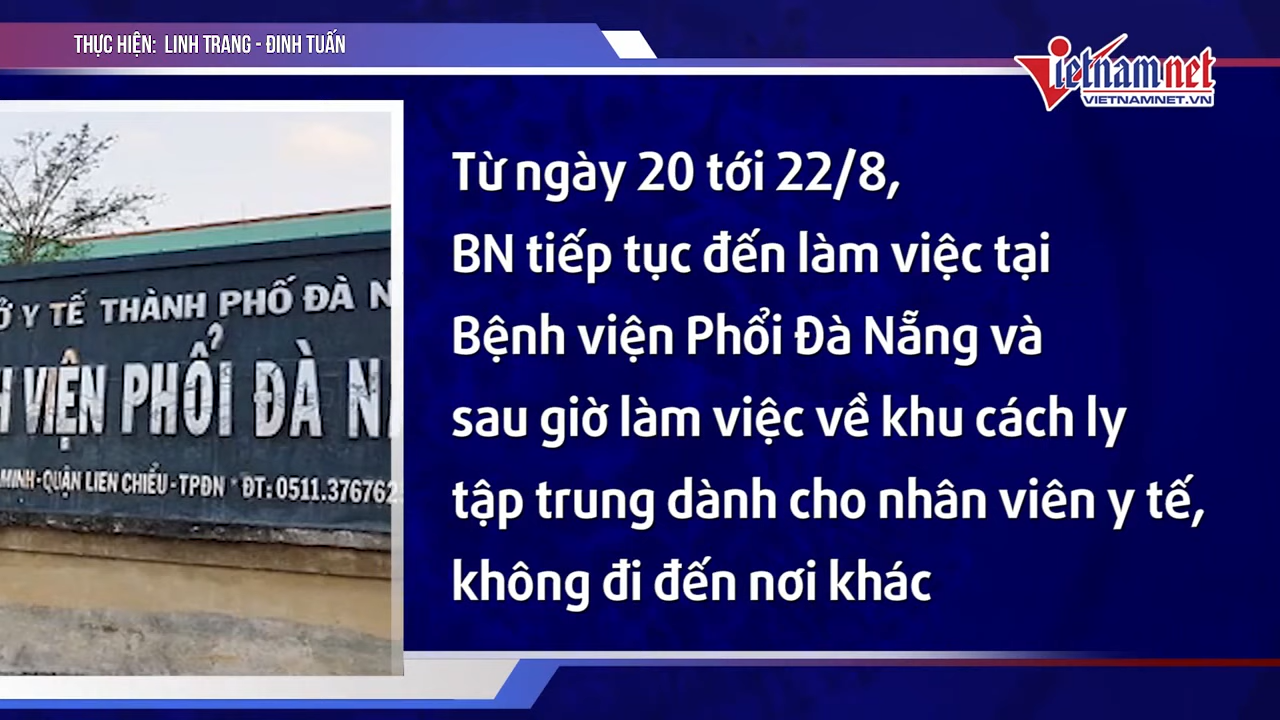 THỰC HIỆN: LINH TRANG - ĐINH TUẤN
Vietnamnet
VIETNAMNET.VN
Từ ngày 20 tới 22/8,
BN tiếp tục đến làm việc tại
Bệnh viện Phổi Đà Nẵng và
sau giờ làm việc về khu cách ly
tập trung dành cho nhân viên y tế,
không đi đến nơi khác
Y TẾ THÀNH PHỐ ĐÀ
VIỆN PHỔI ĐÀ
MINH - QUẬN LIÊN CHIỂU - TPĐN * ĐT: 0511.376762